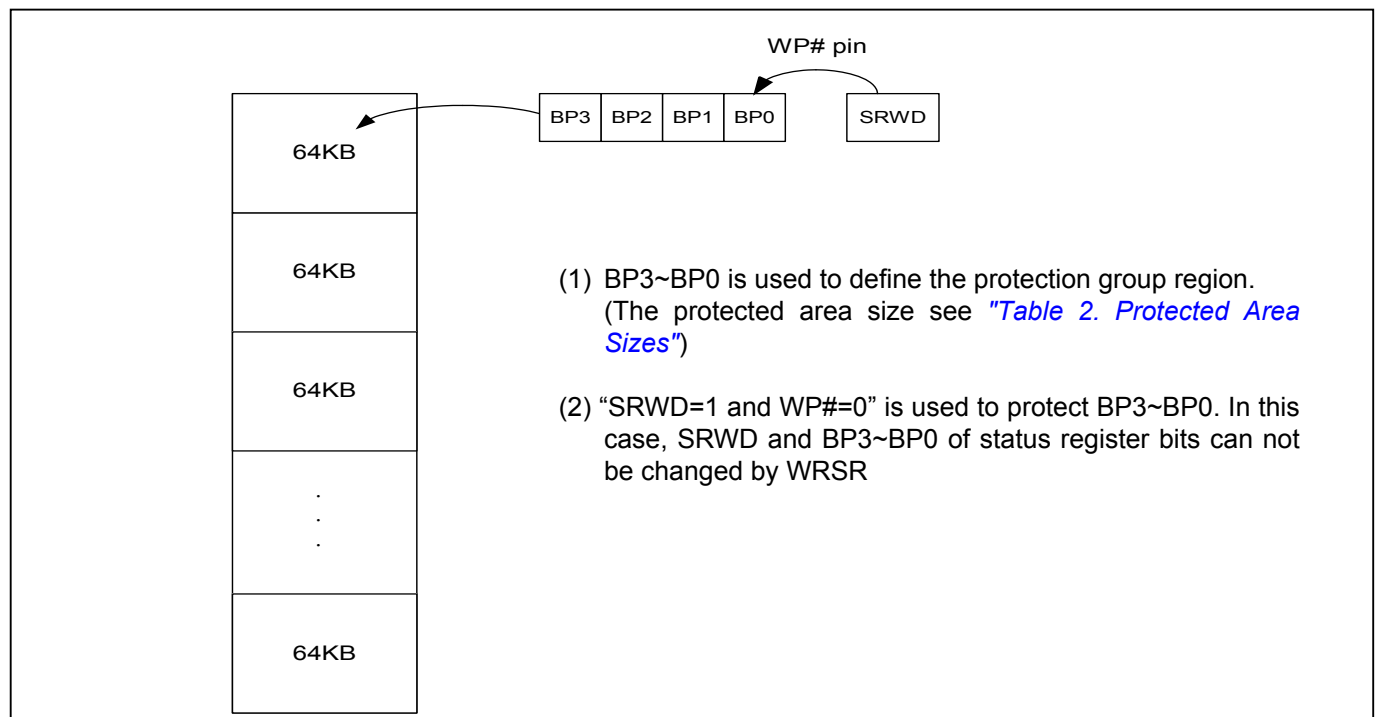 WP# pin
BP3 BP2 BP1 BP0 SRWD
64KB
64KB
64KB
.
.
.
64KB
(1) BP3~BP0 is used to define the protection group region.
(The protected area size see "Table 2. Protected Area
Sizes")
(2) “SRWD=1 and WP#=0” is used to protect BP3~BP0. In this
case, SRWD and BP3~BP0 of status register bits can not
be changed by WRSR